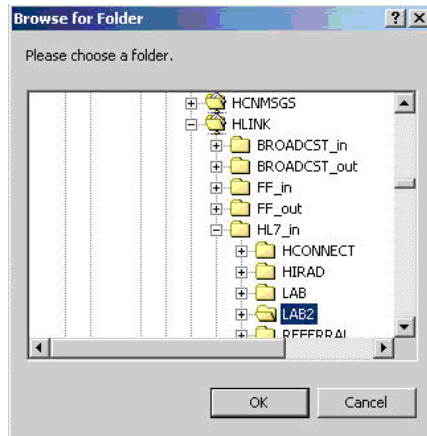 Browse for Folder
Please choose a folder.
HCNMSGS
HLINK
BROADCST_in
BROADCST_out
FF_in
FF_out
HL7_in
HCONNECT
HIRAD
LAB
LAB2
REFERRAL
OK
Cancel